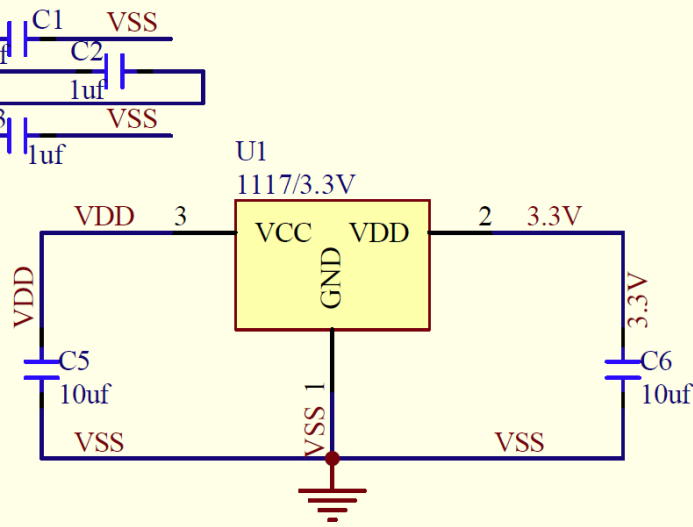 C1
VSS
f
C2
1uf
3
VSS
1uf
U1
1117/3.3V
VDD
3
VCC
VDD
2
3.3V
GND
VDD
3.3V
C5
C6
10uf
10uf
1
VSS
VSS
VSS